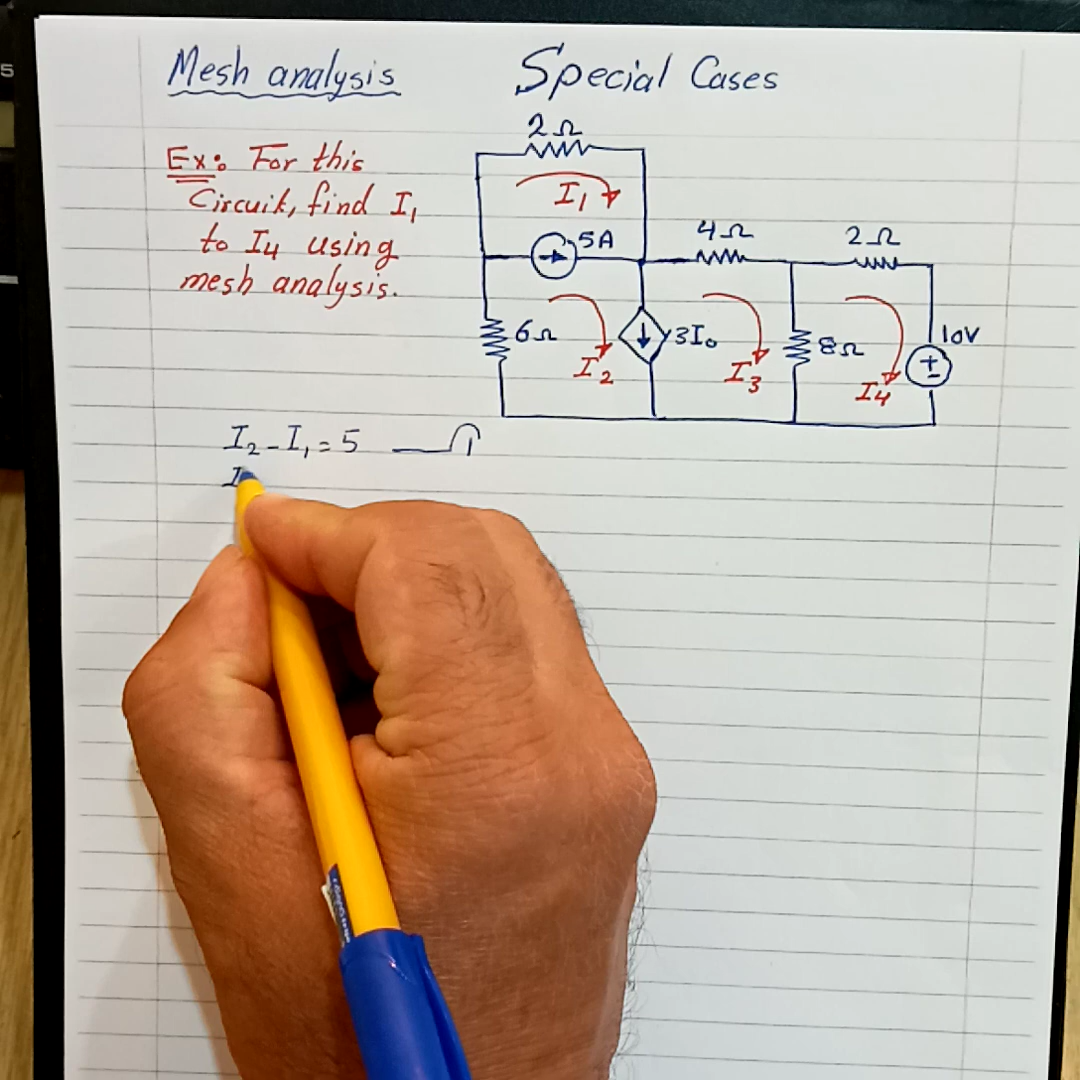 5
Mesh analysis
Special Cases
Ex: For this
Circuit, find I₁
to I₄ using
mesh analysis.
2Ω
I₁
5A
4Ω
2Ω
6Ω
I₂
3I₀
I₃
8Ω
I₄
10V
+
-
I₂ - I₁ = 5
I